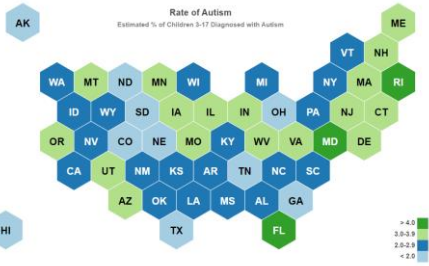 Rate of Autism
Estimated % of Children 3-17 Diagnosed with Autism
AK
ME
VT NH
WA MT ND MN WI MI NY MA RI
ID WY SD IA IL IN OH PA NJ CT
OR NV CO NE MO KY WV VA MD DE
CA UT NM KS AR TN NC SC
AZ OK LA MS AL GA
HI TX FL
> 4.0
3.0-3.9
2.0-2.9
< 2.0